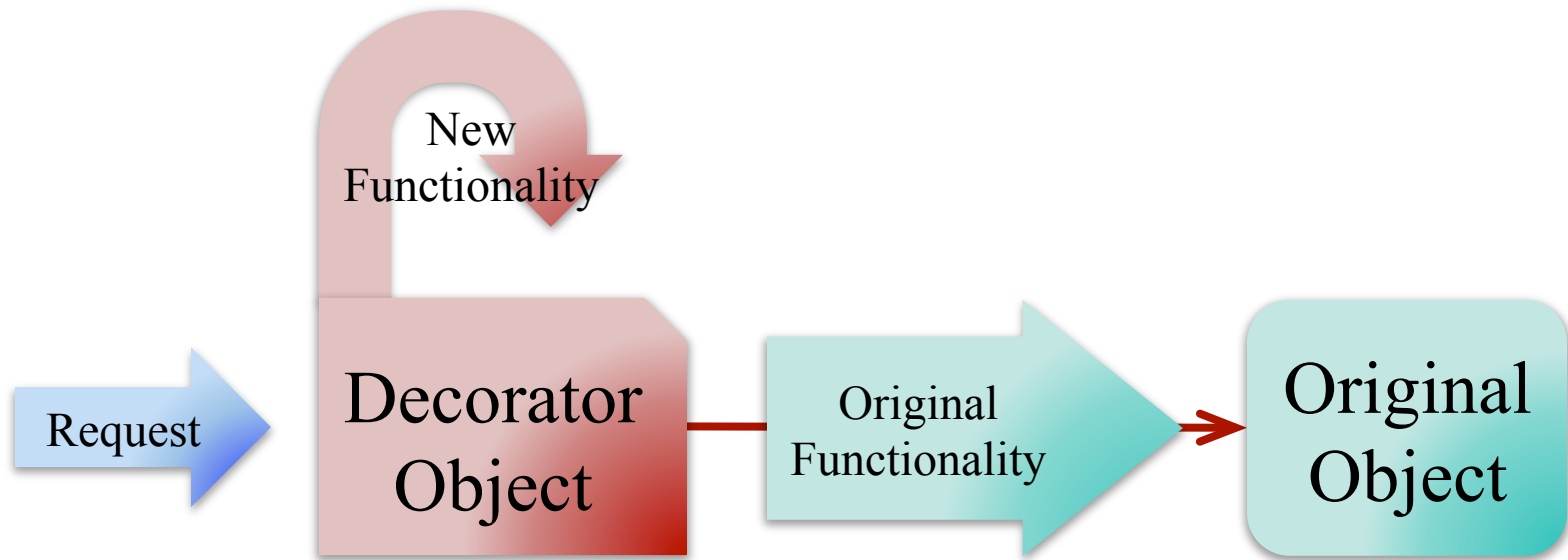 New
Functionality
Request
Decorator
Object
Original
Functionality
Original
Object